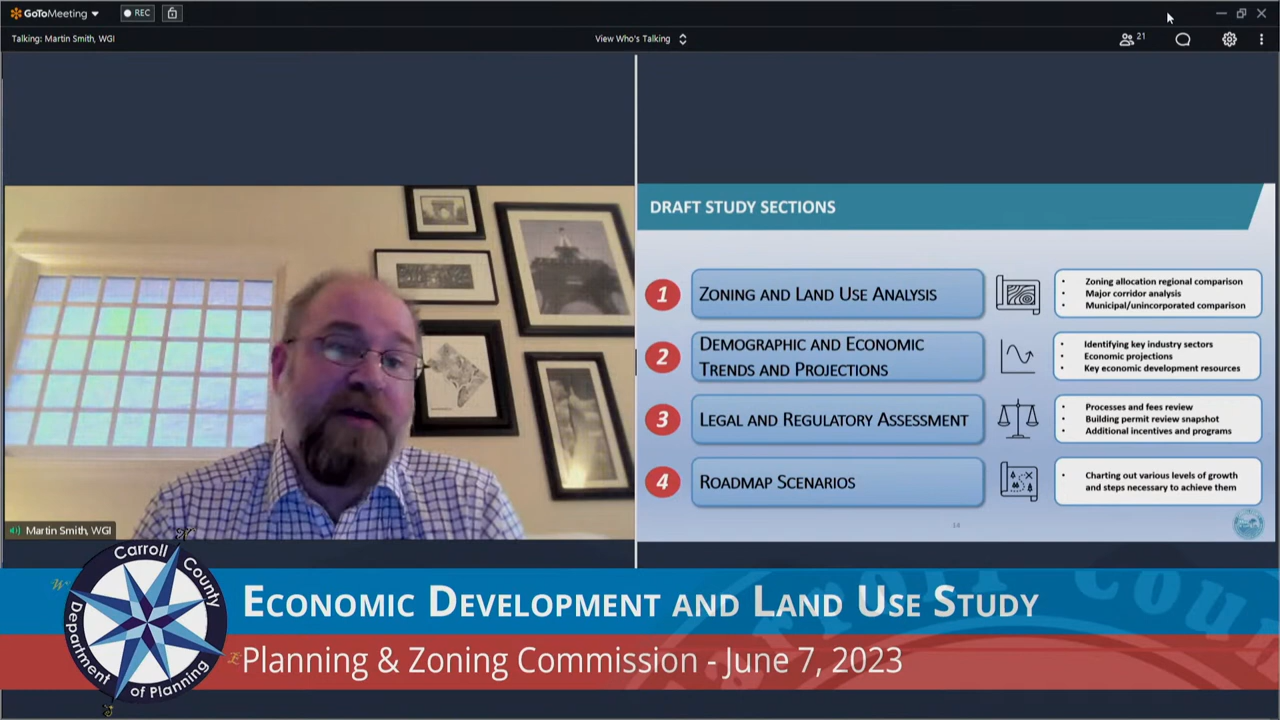 GoToMeeting
REC
Talking: Martin Smith, WGI
View Who's Talking
21
DRAFT STUDY SECTIONS
1
ZONING AND LAND USE ANALYSIS
• Zoning allocation regional comparison
• Major corridor analysis
• Municipal/unincorporated comparison
2
DEMOGRAPHIC AND ECONOMIC
TRENDS AND PROJECTIONS
• Identifying key industry sectors
• Economic projections
• Key economic development resources
3
LEGAL AND REGULATORY ASSESSMENT
• Processes and fees review
• Building permit review snapshot
• Additional incentives and programs
4
ROADMAP SCENARIOS
• Charting out various levels of growth
and steps necessary to achieve them
14
Martin Smith, WGI
Carroll County
Department of Planning
N
W
E
S
ECONOMIC DEVELOPMENT AND LAND USE STUDY
Planning & Zoning Commission - June 7, 2023